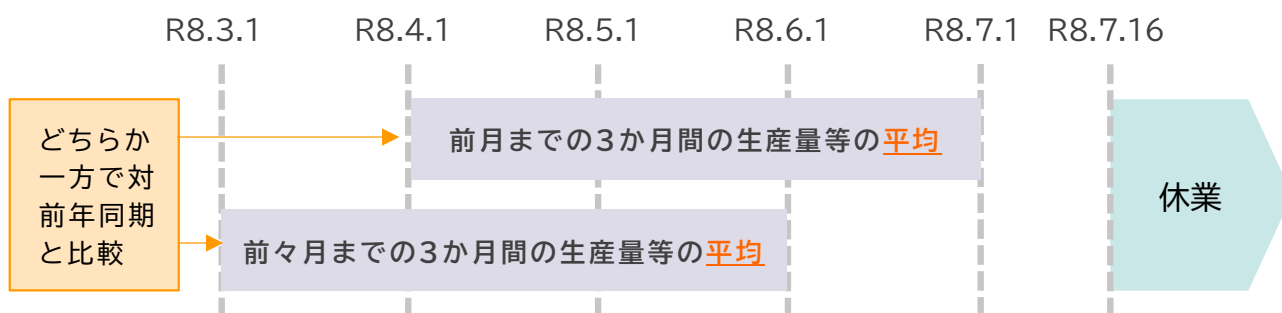 R8.3.1 R8.4.1 R8.5.1 R8.6.1 R8.7.1 R8.7.16
どちらか
一方で対
前年同期
と比較
前月までの3か月間の生産量等の平均
前々月までの3か月間の生産量等の平均
休業